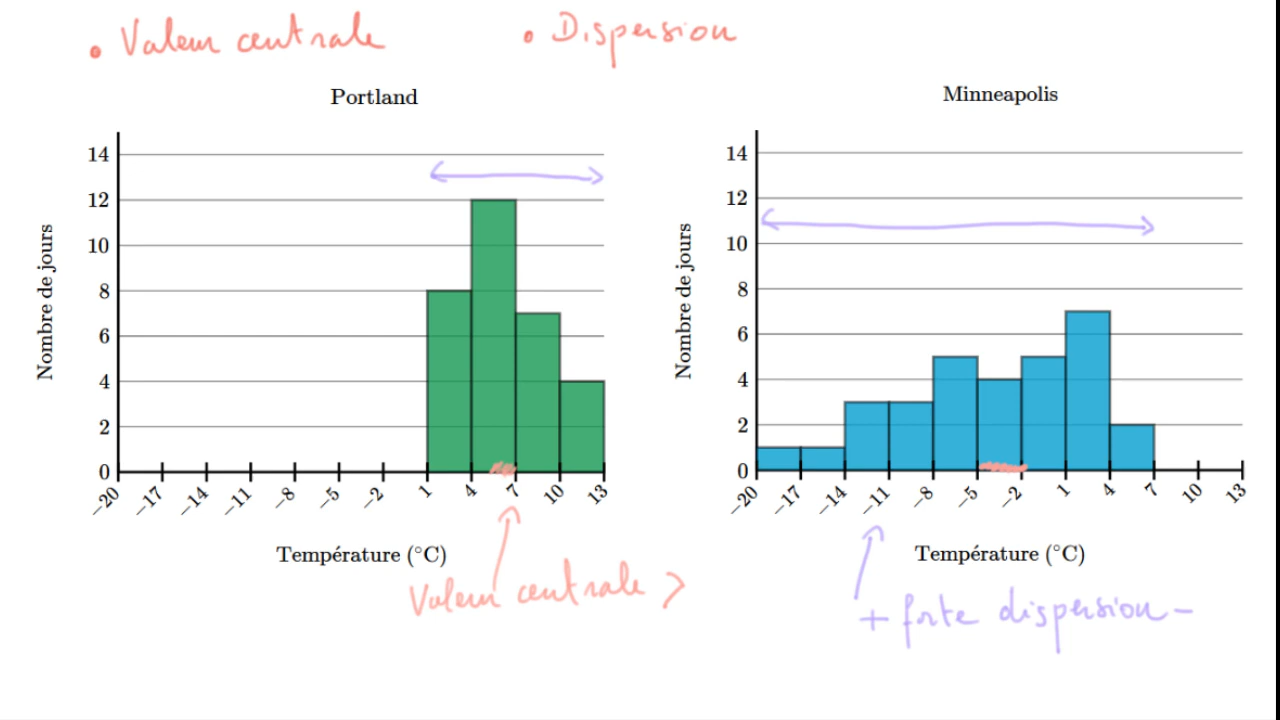 • Valeur centrale
• Dispersion
Portland
Nombre de jours
14
12
10
8
6
4
2
0
−20 −17 −14 −11 −8 −5 −2 1 4 7 10 13
Température (°C)
Valeur centrale >
Minneapolis
Nombre de jours
14
12
10
8
6
4
2
0
−20 −17 −14 −11 −8 −5 −2 1 4 7 10 13
Température (°C)
+ forte dispersion -